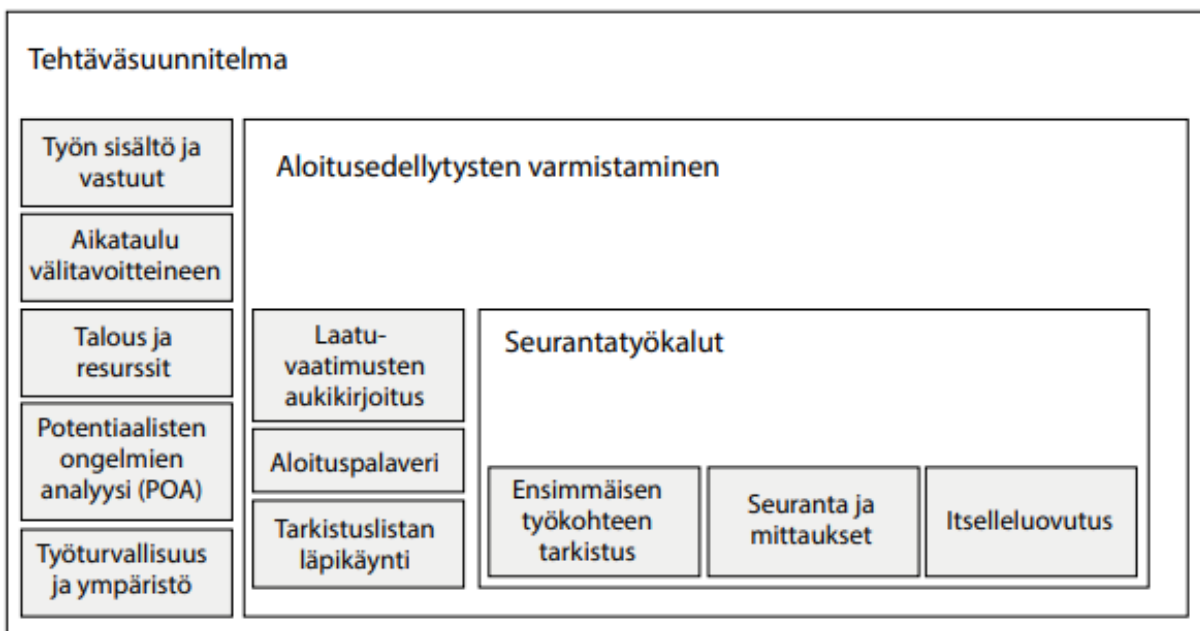 Tehtäväsuunnitelma
Työn sisältö ja
vastuut
Aikataulu
välitavoitteineen
Talous ja
resurssit
Potentiaalisten
ongelmien
analyysi (POA)
Työturvallisuus
ja ympäristö
Aloitusedellytysten varmistaminen
Laatu-
vaatimusten
aukikirjoitus
Aloituspalaveri
Tarkistuslistan
läpikäynti
Seurantatyökalut
Ensimmäisen
työkohteen
tarkistus
Seuranta ja
mittaukset
Itselleluovutus